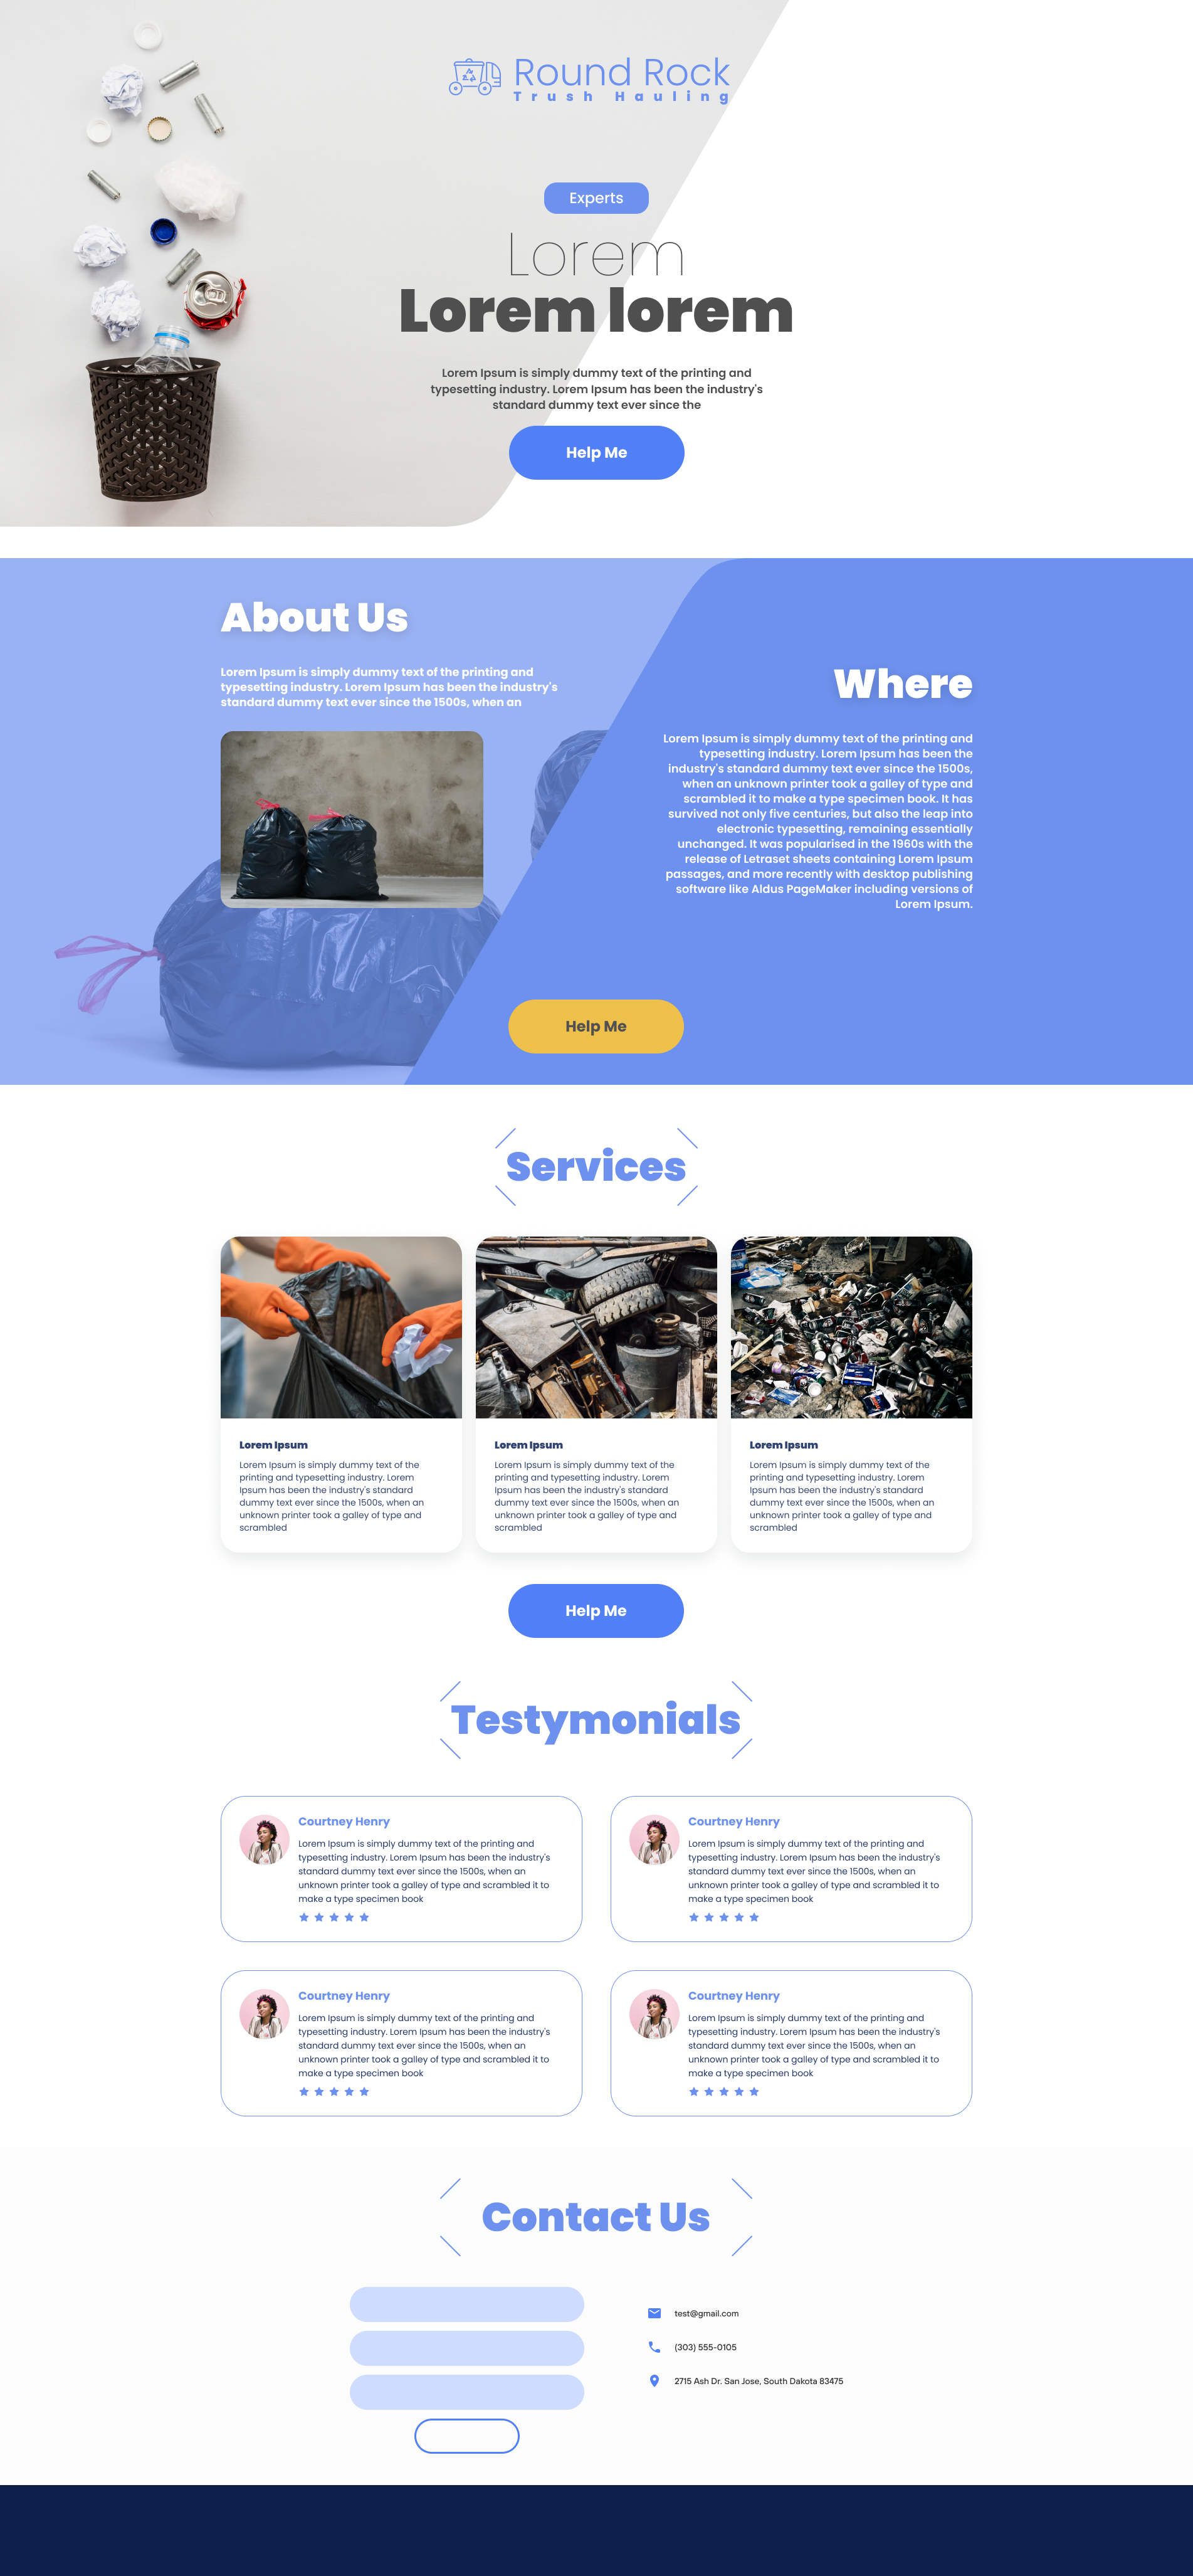 Round Rock
Trush Hauling
Experts
Lorem
Lorem lorem
Lorem Ipsum is simply dummy text of the printing and
typesetting industry. Lorem Ipsum has been the industry's
standard dummy text ever since the
Help Me
About Us
Lorem Ipsum is simply dummy text of the printing and
typesetting industry. Lorem Ipsum has been the industry's
standard dummy text ever since the 1500s, when an
Where
Lorem Ipsum is simply dummy text of the printing and
typesetting industry. Lorem Ipsum has been the
industry's standard dummy text ever since the 1500s,
when an unknown printer took a galley of type and
scrambled it to make a type specimen book. It has
survived not only five centuries, but also the leap into
electronic typesetting, remaining essentially
unchanged. It was popularised in the 1960s with the
release of Letraset sheets containing Lorem Ipsum
passages, and more recently with desktop publishing
software like Aldus PageMaker including versions of
Lorem Ipsum.
Help Me
Services
Lorem Ipsum
Lorem Ipsum is simply dummy text of the
printing and typesetting industry. Lorem
Ipsum has been the industry's standard
dummy text ever since the 1500s, when an
unknown printer took a galley of type and
scrambled
Lorem Ipsum
Lorem Ipsum is simply dummy text of the
printing and typesetting industry. Lorem
Ipsum has been the industry's standard
dummy text ever since the 1500s, when an
unknown printer took a galley of type and
scrambled
Lorem Ipsum
Lorem Ipsum is simply dummy text of the
printing and typesetting industry. Lorem
Ipsum has been the industry's standard
dummy text ever since the 1500s, when an
unknown printer took a galley of type and
scrambled
Help Me
Testymonials
Courtney Henry
Lorem Ipsum is simply dummy text of the printing and
typesetting industry. Lorem Ipsum has been the industry's
standard dummy text ever since the 1500s, when an
unknown printer took a galley of type and scrambled it to
make a type specimen book
Courtney Henry
Lorem Ipsum is simply dummy text of the printing and
typesetting industry. Lorem Ipsum has been the industry's
standard dummy text ever since the 1500s, when an
unknown printer took a galley of type and scrambled it to
make a type specimen book
Courtney Henry
Lorem Ipsum is simply dummy text of the printing and
typesetting industry. Lorem Ipsum has been the industry's
standard dummy text ever since the 1500s, when an
unknown printer took a galley of type and scrambled it to
make a type specimen book
Courtney Henry
Lorem Ipsum is simply dummy text of the printing and
typesetting industry. Lorem Ipsum has been the industry's
standard dummy text ever since the 1500s, when an
unknown printer took a galley of type and scrambled it to
make a type specimen book
Contact Us
test@gmail.com
(303) 555-0105
2715 Ash Dr. San Jose, South Dakota 83475